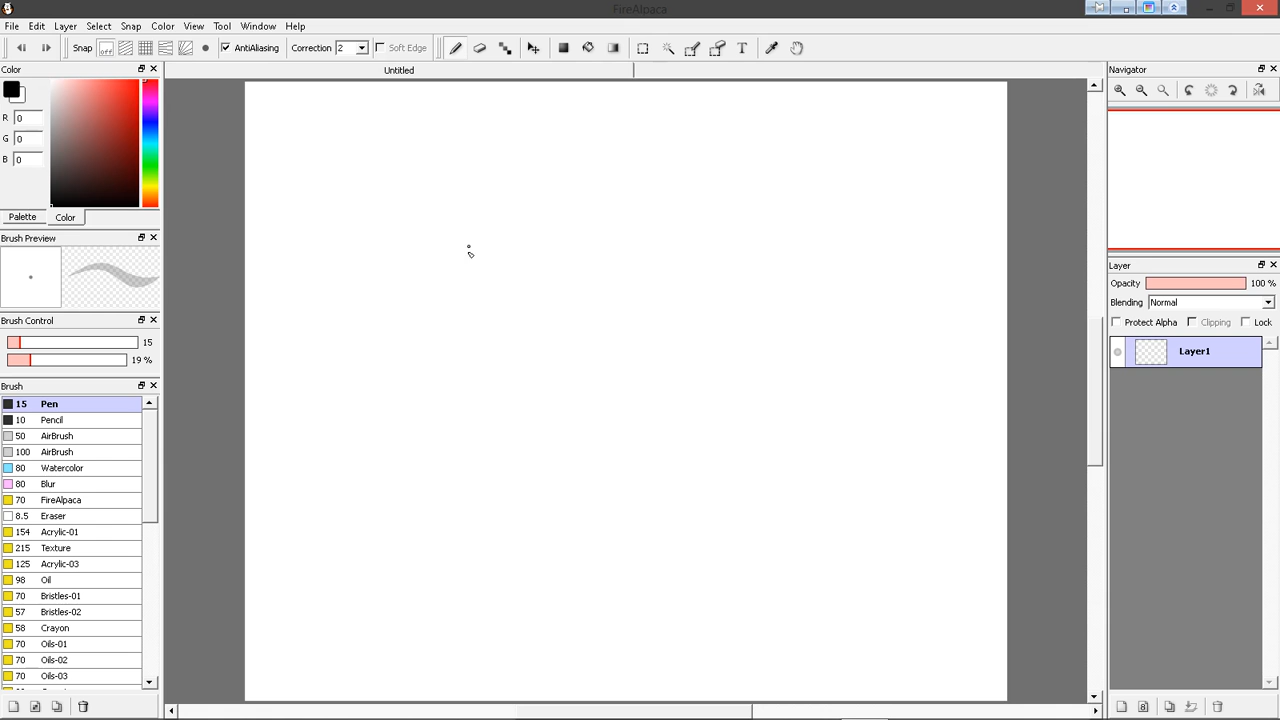 FireAlpaca
File Edit Layer Select Snap Color View Tool Window Help
Snap off AntiAliasing Correction 2 Soft Edge
Color Untitled Navigator
R 0
G 0
B 0
Palette Color
Brush Preview
Layer
Opacity 100 %
Blending Normal
Protect Alpha Clipping Lock
Layer1
Brush Control
15
19 %
Brush
15 Pen
10 Pencil
50 AirBrush
100 AirBrush
80 Watercolor
80 Blur
70 FireAlpaca
8.5 Eraser
154 Acrylic-01
215 Texture
125 Acrylic-03
98 Oil
70 Bristles-01
57 Bristles-02
58 Crayon
70 Oils-01
70 Oils-02
70 Oils-03